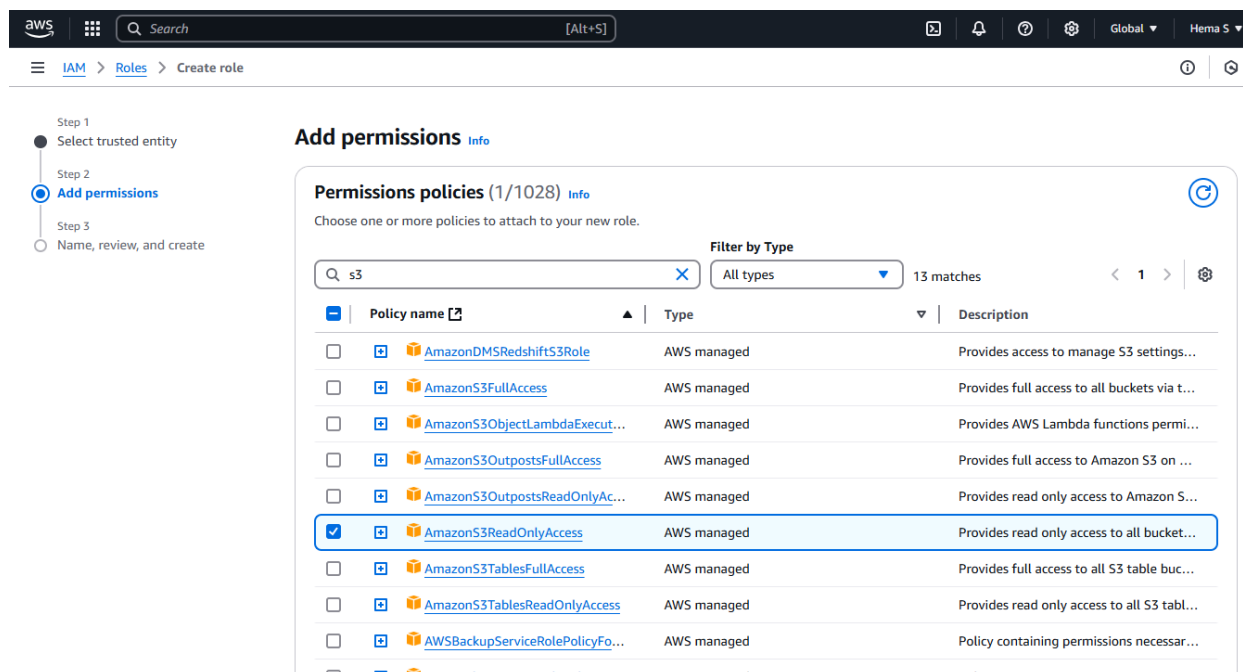 aws Search [Alt+S] Global Hema S
IAM > Roles > Create role
Step 1
Select trusted entity
Step 2
Add permissions
Step 3
Name, review, and create
Add permissions Info
Permissions policies (1/1028) Info
Choose one or more policies to attach to your new role.
Filter by Type
s3 All types 13 matches < 1 >
Policy name Type Description
AmazonDMSRedshiftS3Role AWS managed Provides access to manage S3 settings...
AmazonS3FullAccess AWS managed Provides full access to all buckets via t...
AmazonS3ObjectLambdaExecut... AWS managed Provides AWS Lambda functions permi...
AmazonS3OutpostsFullAccess AWS managed Provides full access to Amazon S3 on ...
AmazonS3OutpostsReadOnlyAc... AWS managed Provides read only access to Amazon S...
AmazonS3ReadOnlyAccess AWS managed Provides read only access to all bucket...
AmazonS3TablesFullAccess AWS managed Provides full access to all S3 table buc...
AmazonS3TablesReadOnlyAccess AWS managed Provides read only access to all S3 tabl...
AWSBackupServiceRolePolicyFo... AWS managed Policy containing permissions necessar...